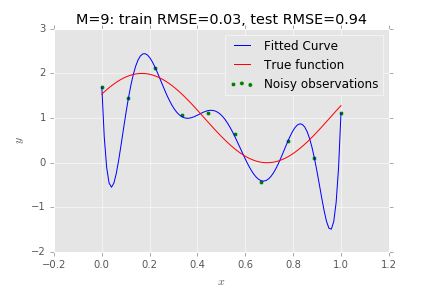 M=9: train RMSE=0.03, test RMSE=0.94
3
2
1
0
−1
−2
y
Fitted Curve
True function
Noisy observations
−0.2 0.0 0.2 0.4 0.6 0.8 1.0 1.2
x